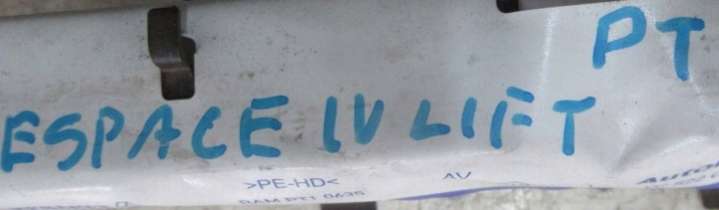 PT
ESPACE IV LIFT
>PE-HD< AV